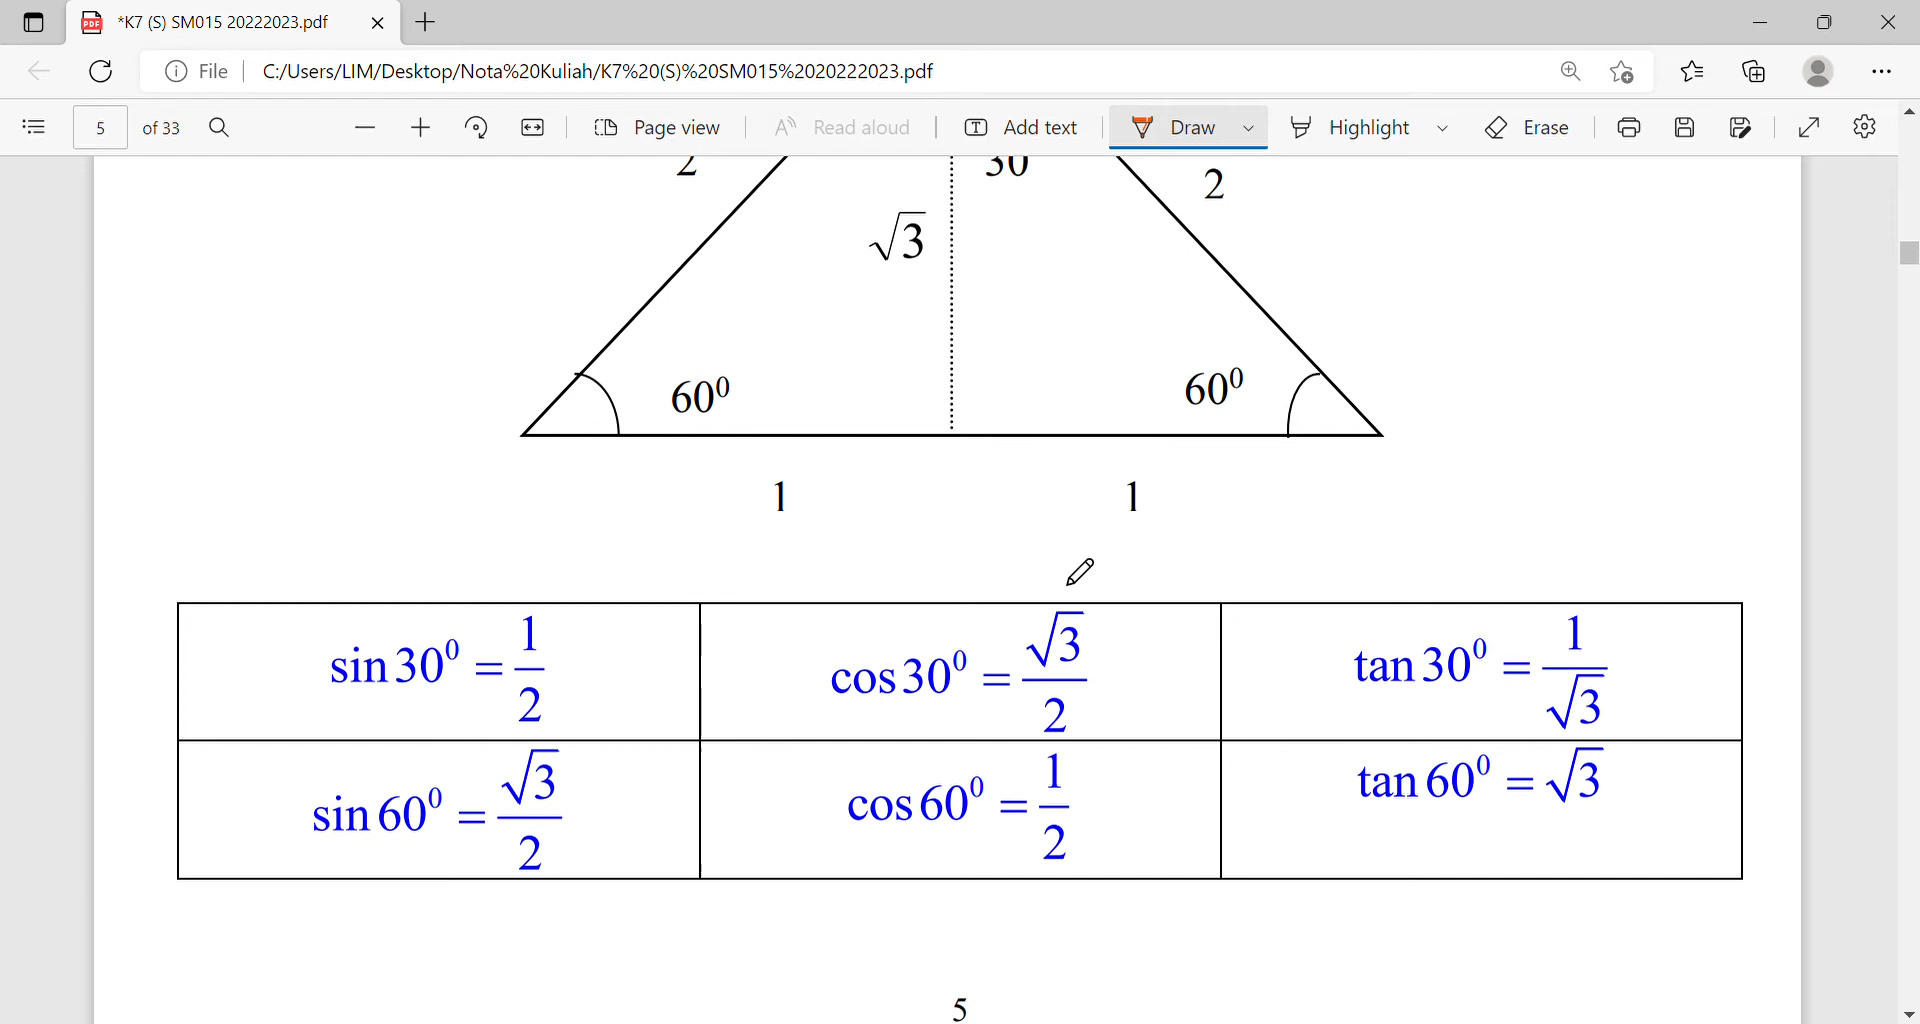 *K7 (S) SM015 20222023.pdf
File C:/Users/LIM/Desktop/Nota%20Kuliah/K7%20(S)%20SM015%2020222023.pdf
5 of 33 Page view Read aloud Add text Draw Highlight Erase
2 30 2
√3
60⁰ 60⁰
1 1
sin 30⁰ = 1/2 cos 30⁰ = √3/2 tan 30⁰ = 1/√3
sin 60⁰ = √3/2 cos 60⁰ = 1/2 tan 60⁰ = √3
5